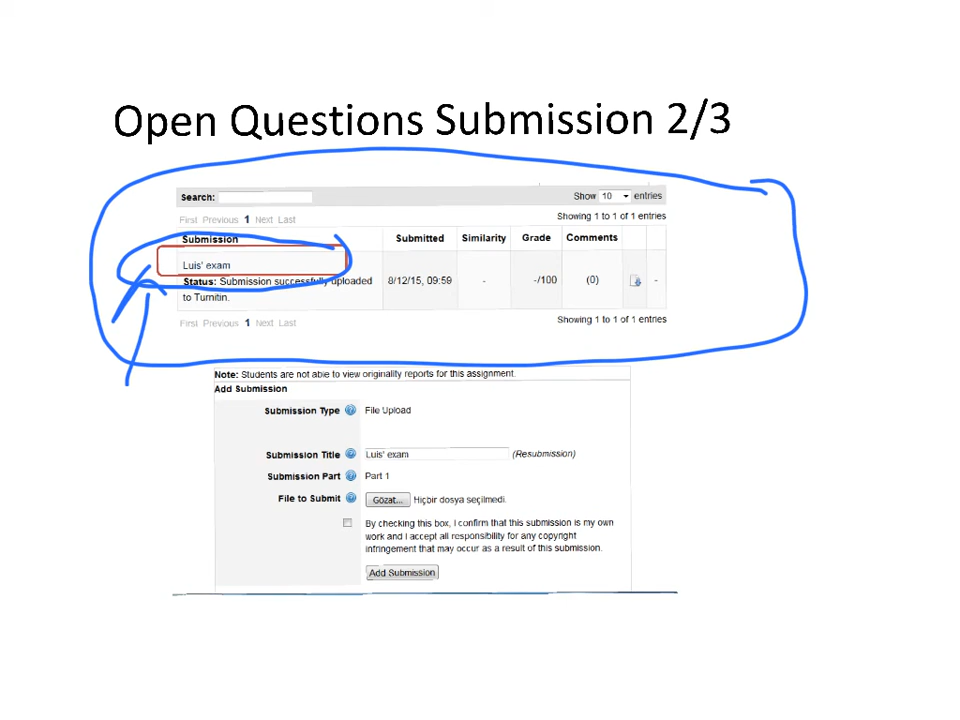 Open Questions Submission 2/3
Search: Show 10 entries
First Previous 1 Next Last Showing 1 to 1 of 1 entries
Submission Submitted Similarity Grade Comments
Luis' exam
Status: Submission successfully uploaded 8/12/15, 09:59 - -/100 (0) -
to Turnitin.
First Previous 1 Next Last Showing 1 to 1 of 1 entries
Note: Students are not able to view originality reports for this assignment.
Add Submission
Submission Type File Upload
Submission Title Luis' exam (Resubmission)
Submission Part Part 1
File to Submit Gözat... Hiçbir dosya seçilmedi.
By checking this box, I confirm that this submission is my own
work and I accept all responsibility for any copyright
infringement that may occur as a result of this submission.
Add Submission